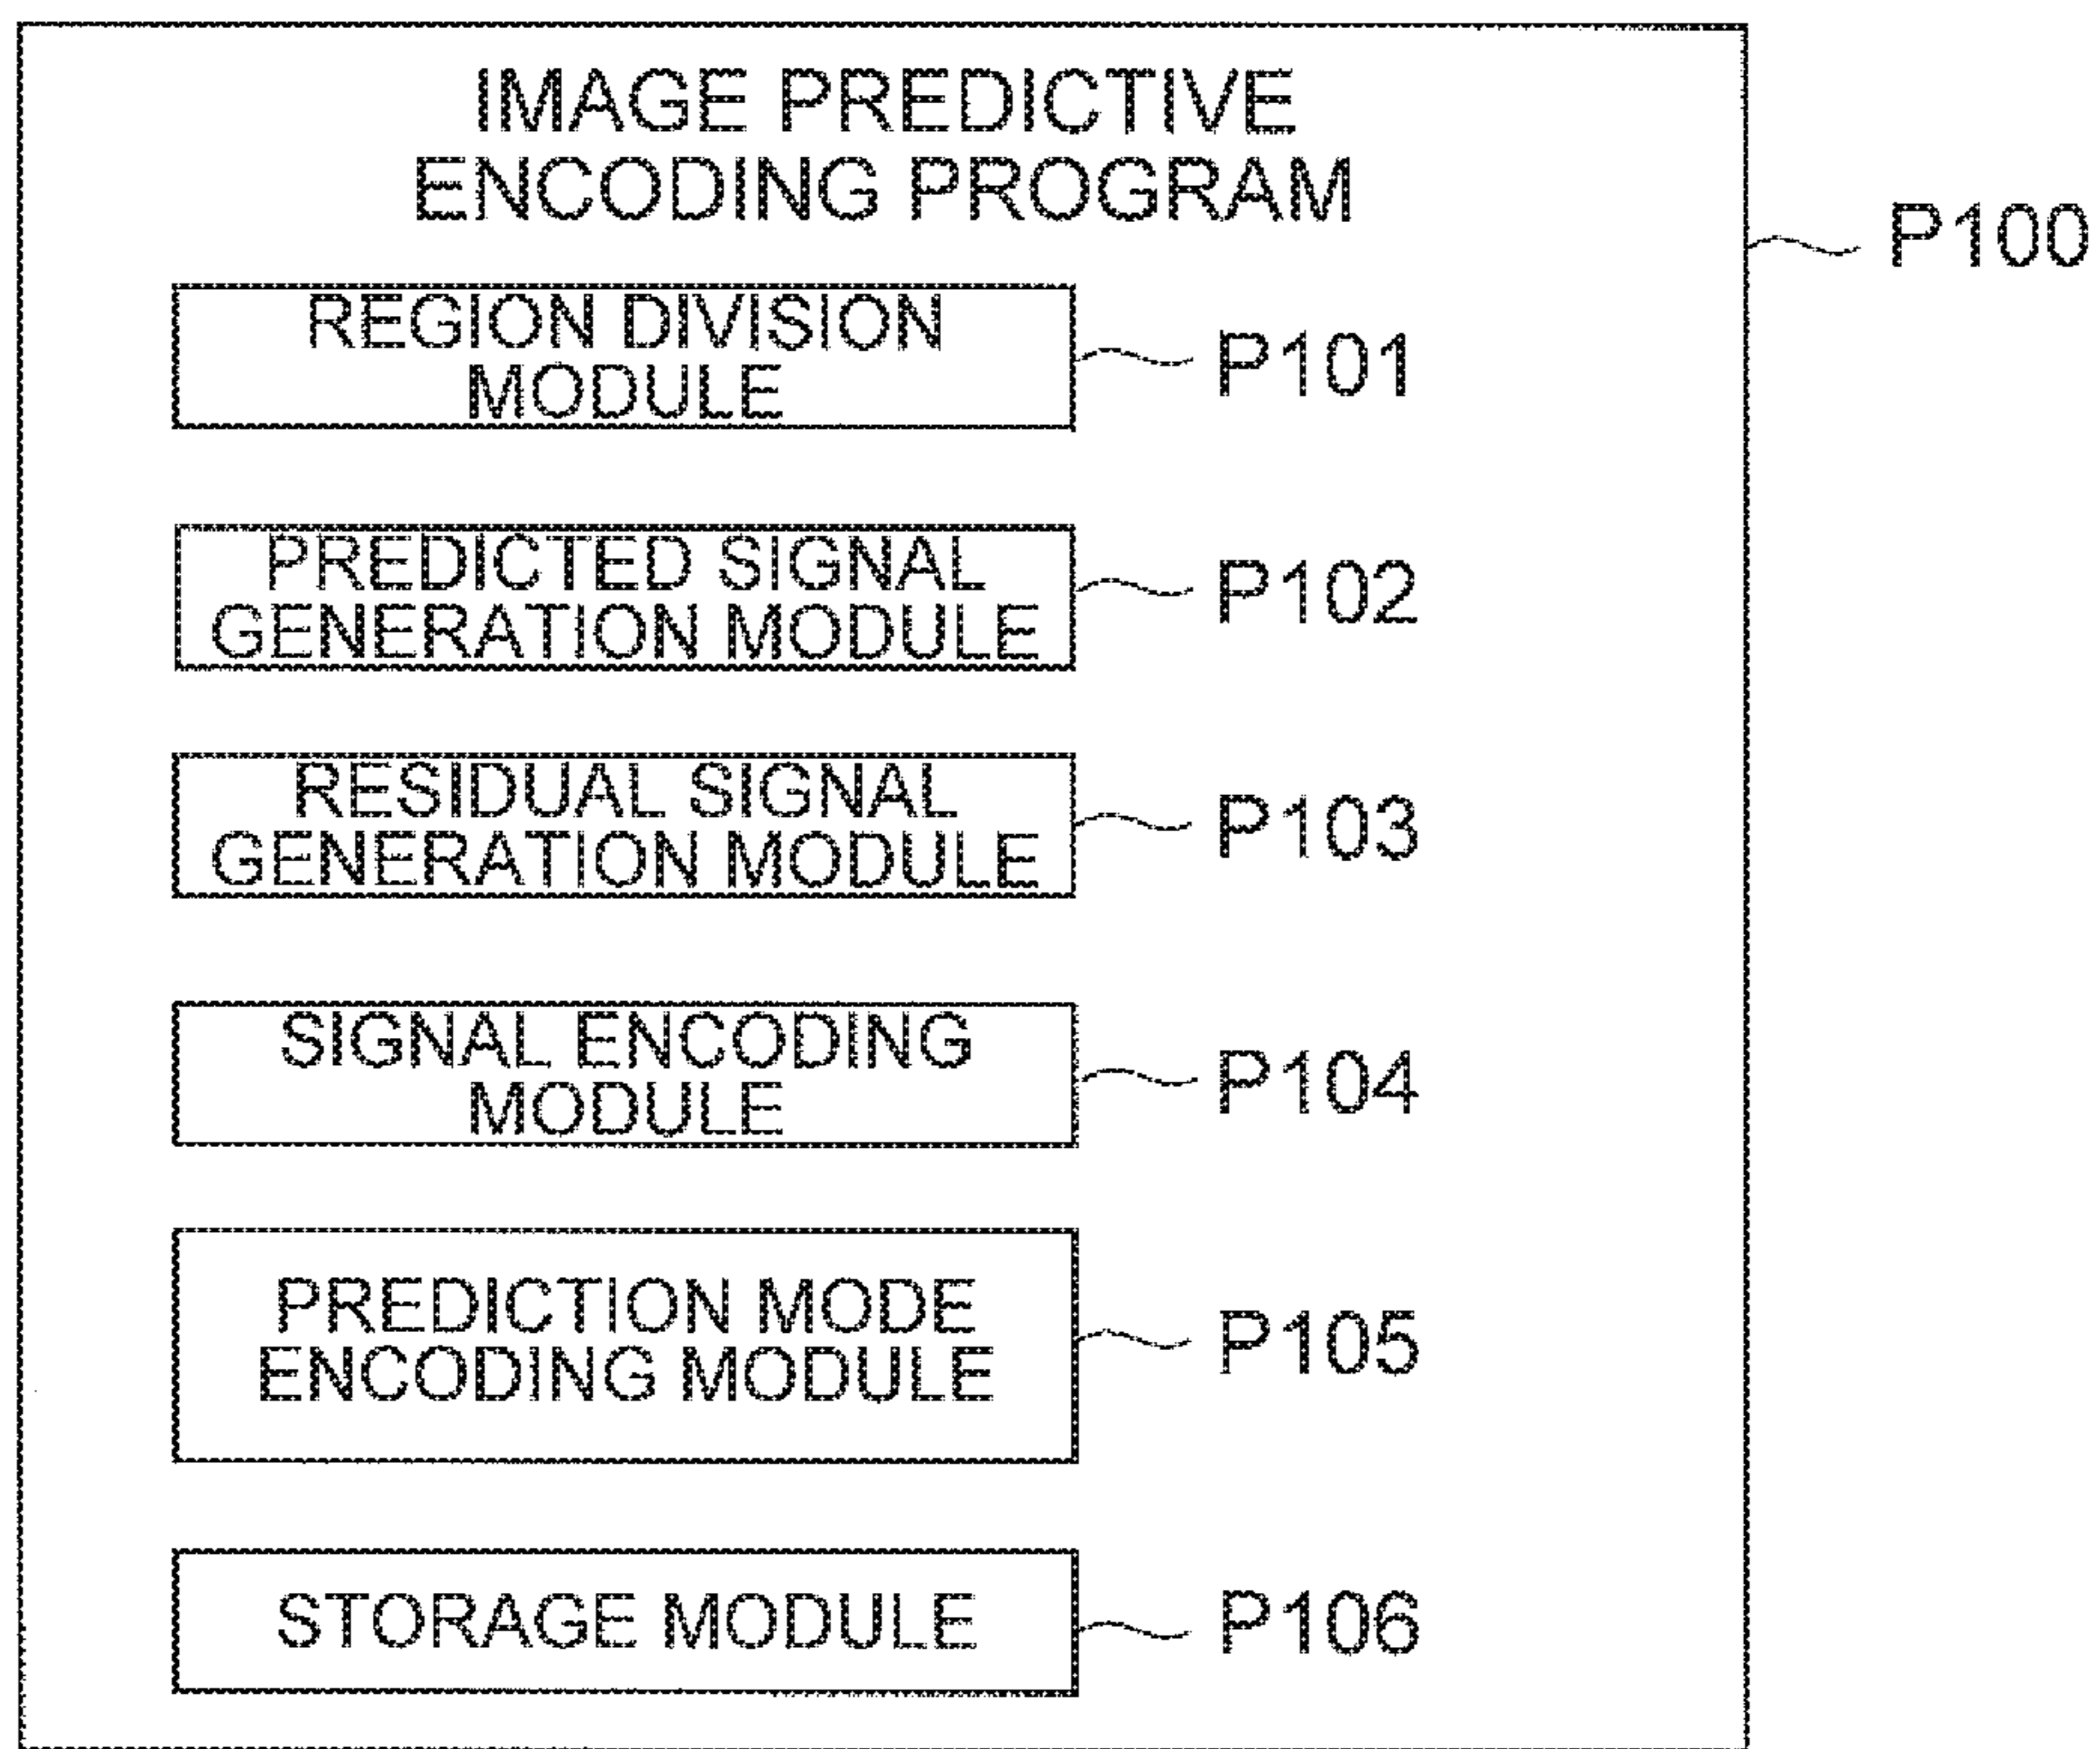 IMAGE PREDICTIVE
ENCODING PROGRAM
P100
REGION DIVISION
MODULE
P101
PREDICTED SIGNAL
GENERATION MODULE
P102
RESIDUAL SIGNAL
GENERATION MODULE
P103
SIGNAL ENCODING
MODULE
P104
PREDICTION MODE
ENCODING MODULE
P105
STORAGE MODULE
P106